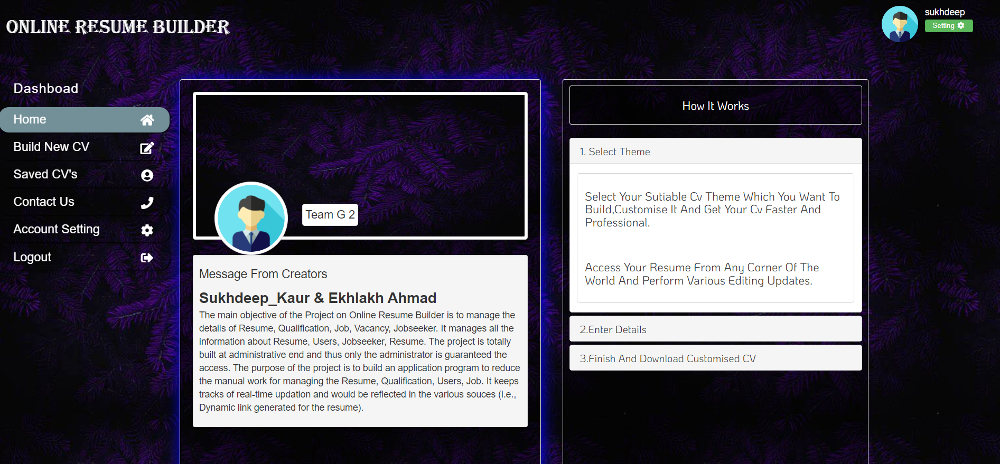 ONLINE RESUME BUILDER
sukhdeep
Setting
Dashboad
Home
Build New CV
Saved CV's
Contact Us
Account Setting
Logout
Team G 2
Message From Creators
Sukhdeep_Kaur & Ekhlakh Ahmad
The main objective of the Project on Online Resume Builder is to manage the
details of Resume, Qualification, Job, Vacancy, Jobseeker. It manages all the
information about Resume, Users, Jobseeker, Resume. The project is totally
built at administrative end and thus only the administrator is guaranteed the
access. The purpose of the project is to build an application program to reduce
the manual work for managing the Resume, Qualification, Users, Job. It keeps
tracks of real-time updation and would be reflected in the various souces (i.e.,
Dynamic link generated for the resume).
How It Works
1. Select Theme
Select Your Sutiable Cv Theme Which You Want To
Build,Customise It And Get Your Cv Faster And
Professional.
Access Your Resume From Any Corner Of The
World And Perform Various Editing Updates.
2.Enter Details
3.Finish And Download Customised CV